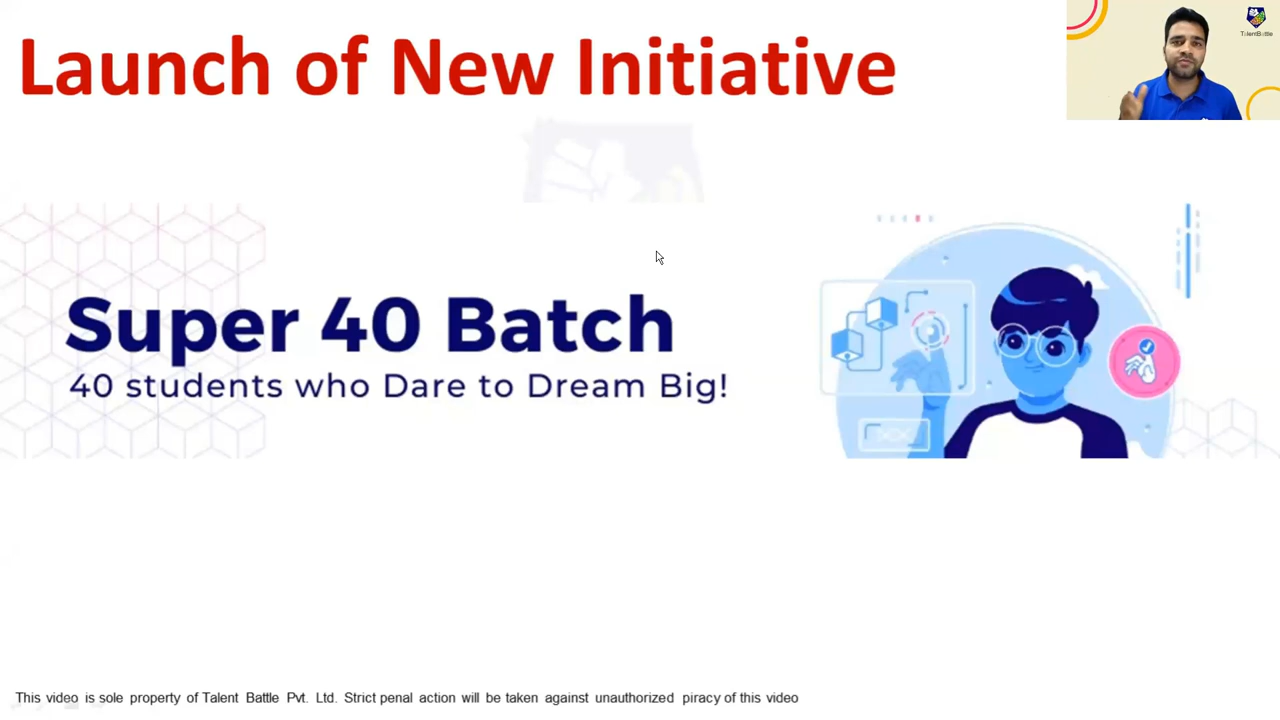 Launch of New Initiative
TalentBattle
Super 40 Batch
40 students who Dare to Dream Big!
This video is sole property of Talent Battle Pvt. Ltd. Strict penal action will be taken against unauthorized piracy of this video